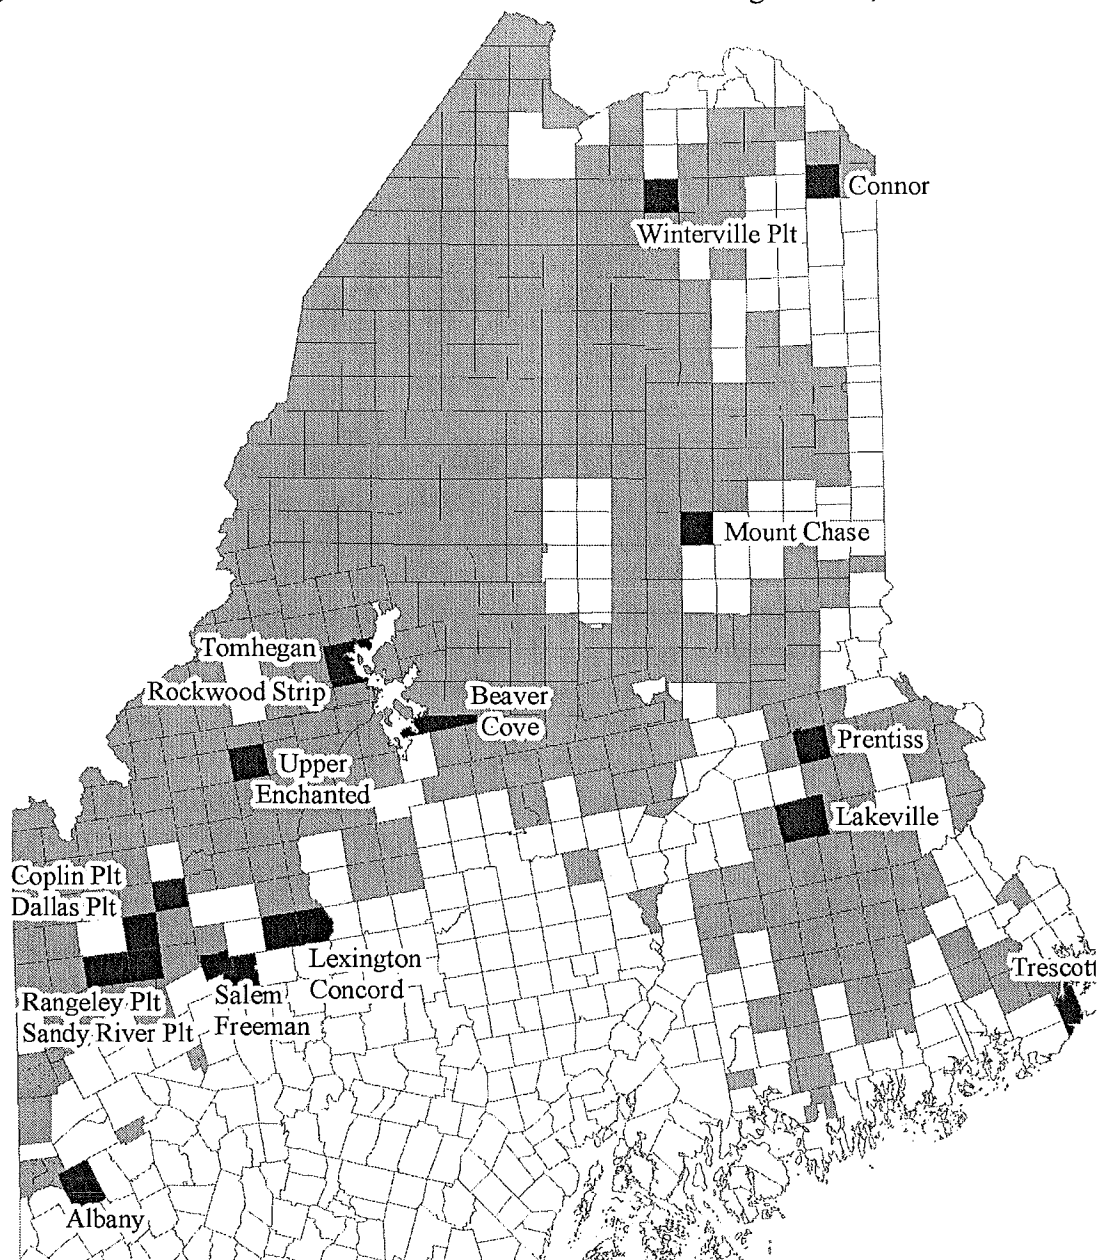 Connor
Winterville Plt
Mount Chase
Tomhegan
Rockwood Strip
Beaver
Cove
Prentiss
Upper
Enchanted
Lakeville
Coplin Plt
Dallas Plt
Lexington
Concord
Trescott
Rangeley Plt
Sandy River Plt
Salem
Freeman
Albany